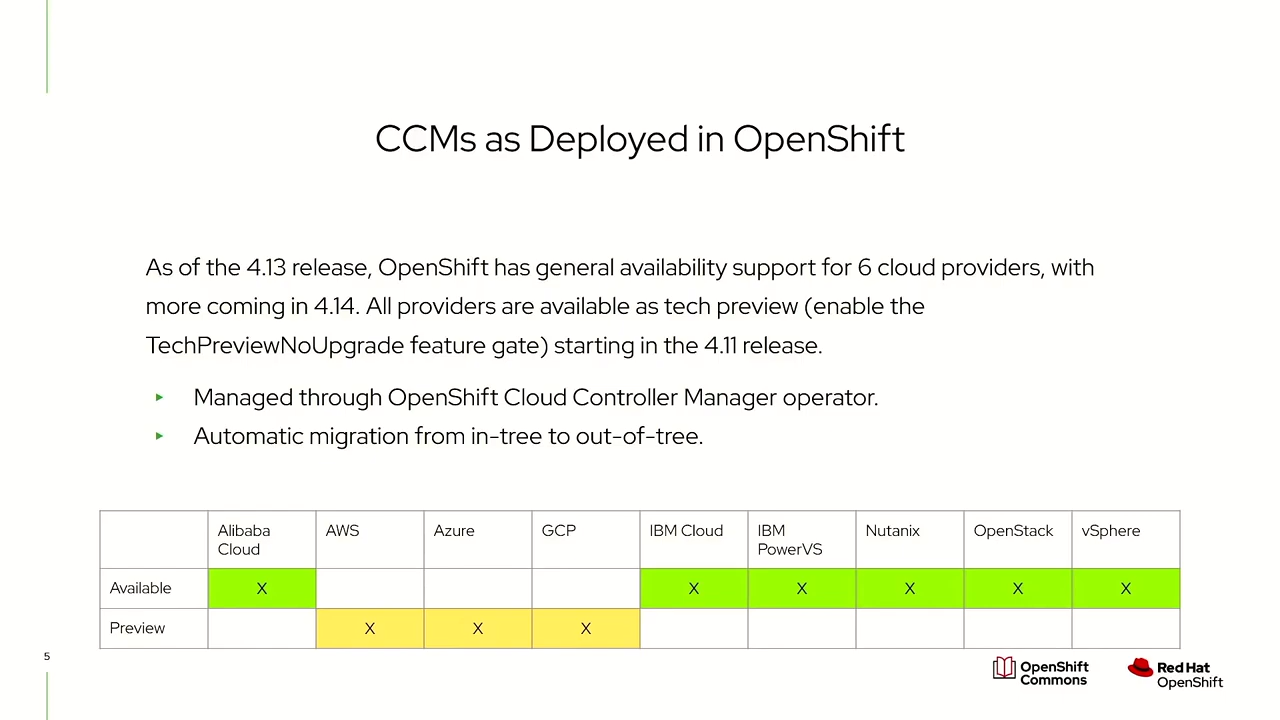 CCMs as Deployed in OpenShift
As of the 4.13 release, OpenShift has general availability support for 6 cloud providers, with
more coming in 4.14. All providers are available as tech preview (enable the
TechPreviewNoUpgrade feature gate) starting in the 4.11 release.
Managed through OpenShift Cloud Controller Manager operator.
Automatic migration from in-tree to out-of-tree.
Alibaba Cloud AWS Azure GCP IBM Cloud IBM PowerVS Nutanix OpenStack vSphere
Available X X X X X X
Preview X X X
5
OpenShift
Commons
Red Hat
OpenShift